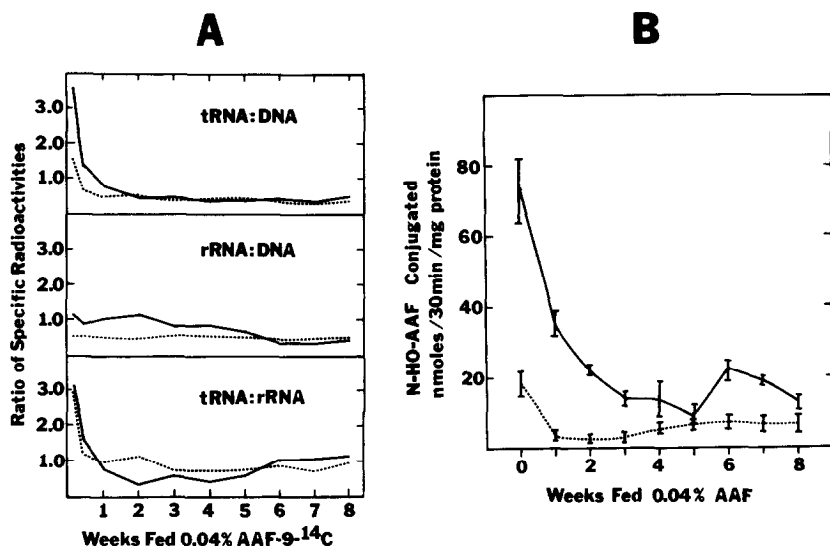 A
B
Ratio of Specific Radioactivities
3.0
2.0
1.0
tRNA:DNA
3.0
2.0
1.0
rRNA:DNA
3.0
2.0
1.0
tRNA:rRNA
1 2 3 4 5 6 7 8
Weeks Fed 0.04% AAF-9-¹⁴C
N-HO-AAF Conjugated
nmoles/30min/mg protein
80
60
40
20
0 2 4 6 8
Weeks Fed 0.04% AAF